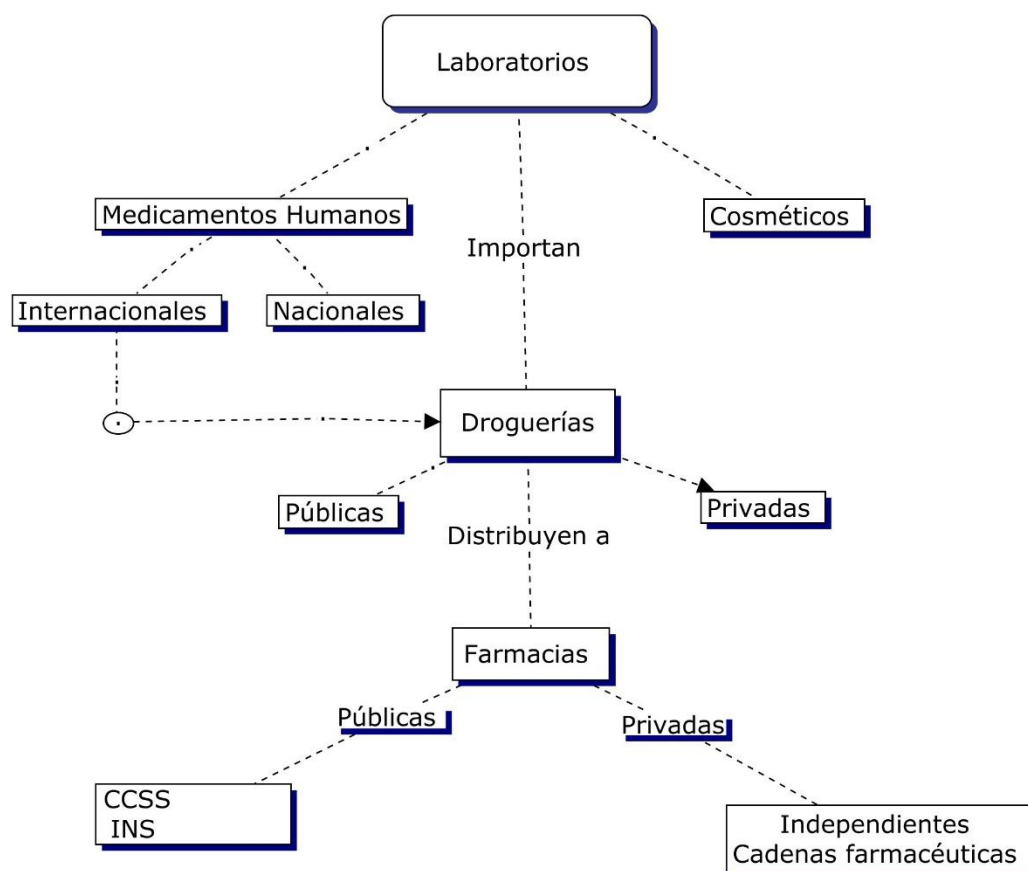 Laboratorios
Medicamentos Humanos
Cosméticos
Importan
Internacionales
Nacionales
Droguerías
Públicas
Privadas
Distribuyen a
Farmacias
Públicas
Privadas
CCSS
INS
Independientes
Cadenas farmacéuticas